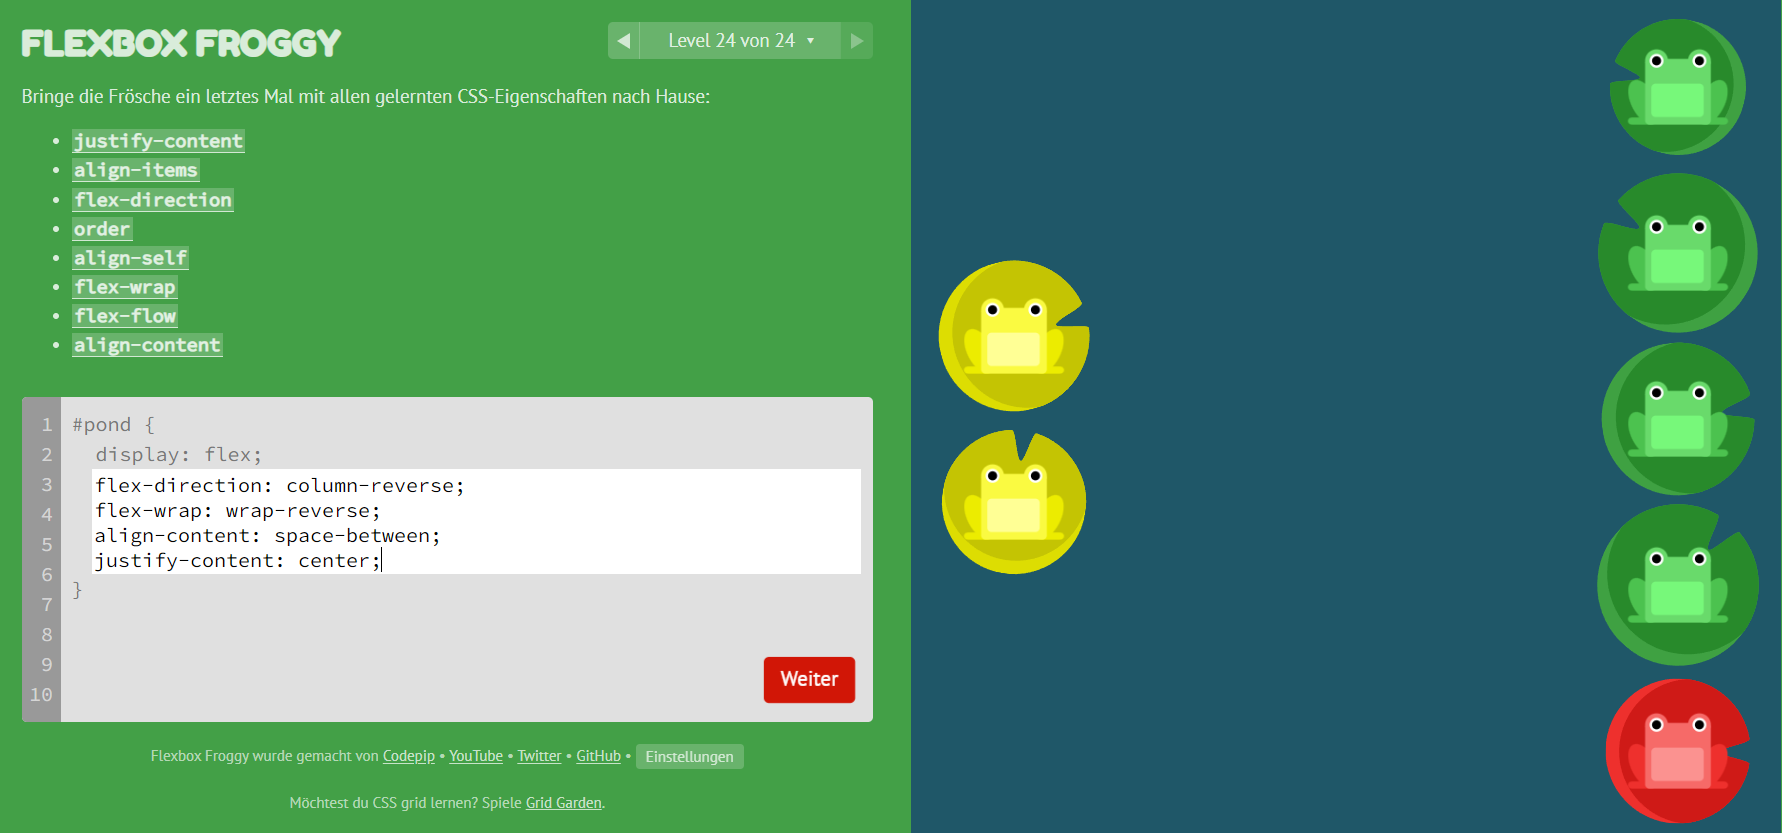 FLEXBOX FROGGY
Level 24 von 24
Bringe die Frösche ein letztes Mal mit allen gelernten CSS-Eigenschaften nach Hause:
• justify-content
• align-items
• flex-direction
• order
• align-self
• flex-wrap
• flex-flow
• align-content
1 #pond {
2 display: flex;
3 flex-direction: column-reverse;
4 flex-wrap: wrap-reverse;
5 align-content: space-between;
6 justify-content: center;
7 }
8
9
10
Weiter
Flexbox Froggy wurde gemacht von Codepip • YouTube • Twitter • GitHub • Einstellungen
Möchtest du CSS grid lernen? Spiele Grid Garden.